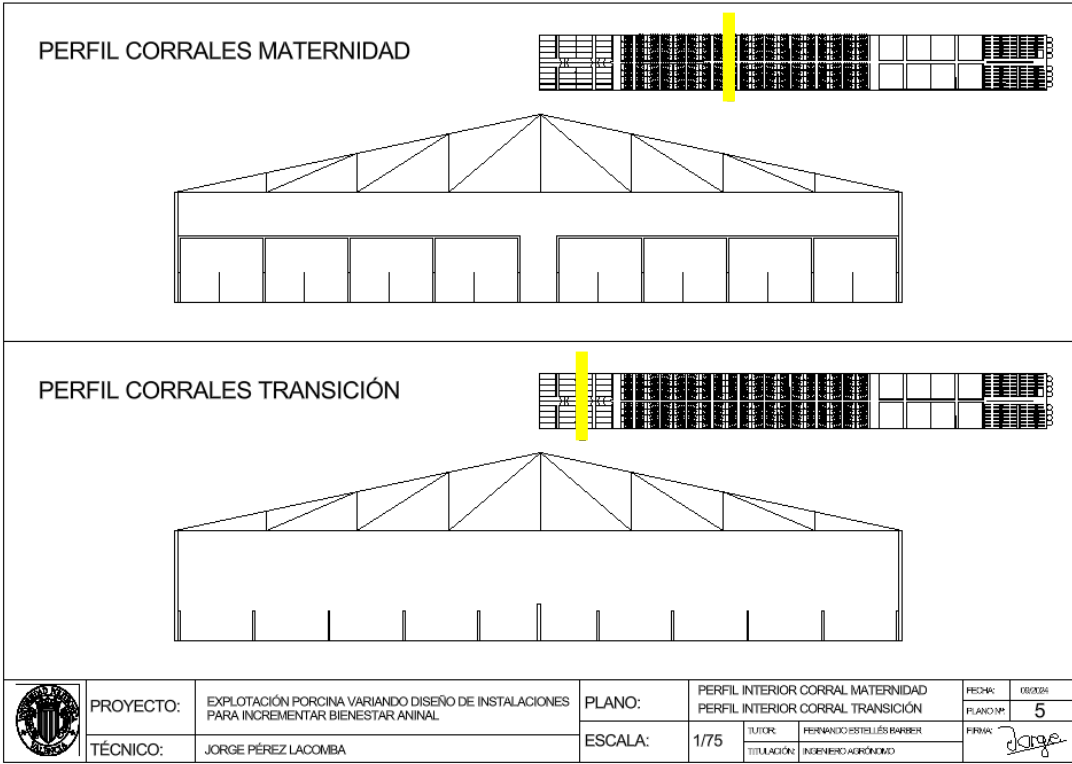 PERFIL CORRALES MATERNIDAD
PERFIL CORRALES TRANSICIÓN
PROYECTO:
EXPLOTACIÓN PORCINA VARIANDO DISEÑO DE INSTALACIONES
PARA INCREMENTAR BIENESTAR ANINAL
TÉCNICO:
JORGE PÉREZ LACOMBA
PLANO:
PERFIL INTERIOR CORRAL MATERNIDAD
PERFIL INTERIOR CORRAL TRANSICIÓN
ESCALA:
1/75
TUTOR:
FERNANDO ESTELLÉS BARBER
TITULACIÓN:
INGENIERO AGRÓNOMO
FECHA:
09/2024
PLANO Nº:
5
FIRMA:
Jorge